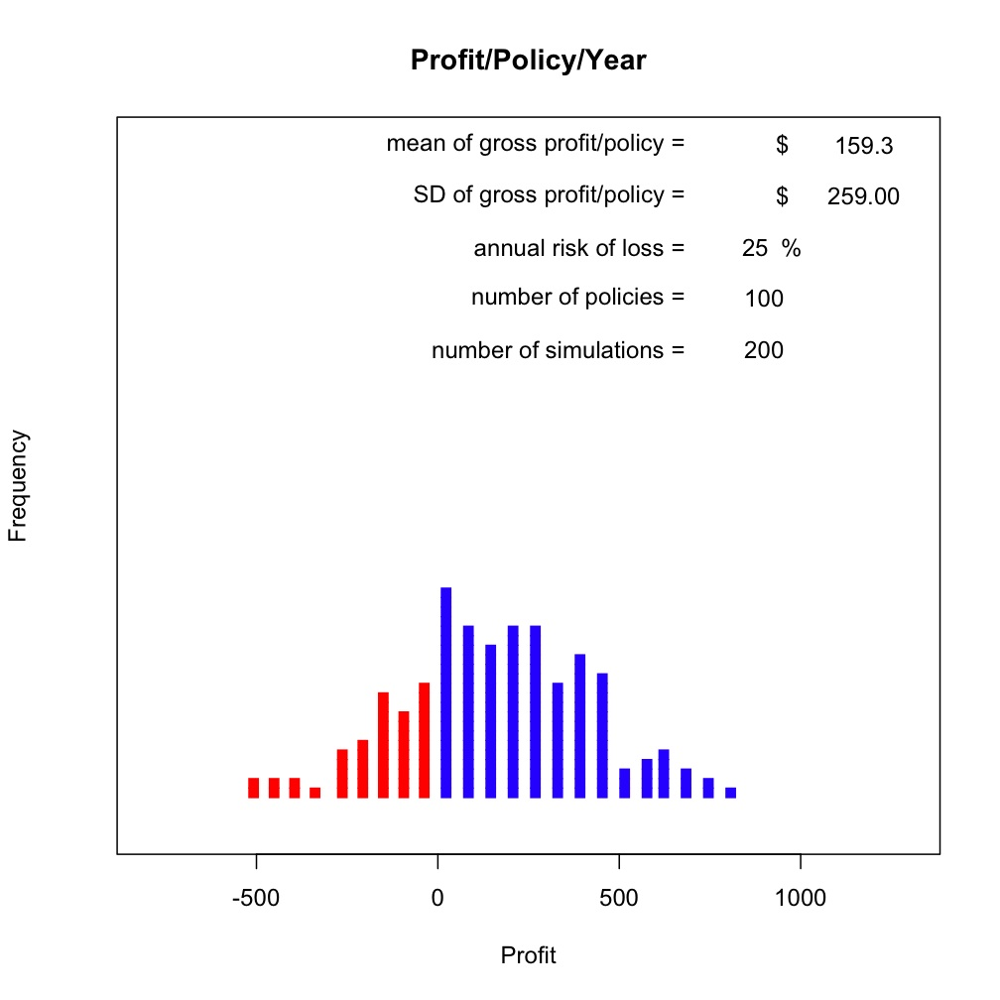 Profit/Policy/Year
mean of gross profit/policy = $ 159.3
SD of gross profit/policy = $ 259.00
annual risk of loss = 25 %
number of policies = 100
number of simulations = 200
Frequency
-500 0 500 1000
Profit